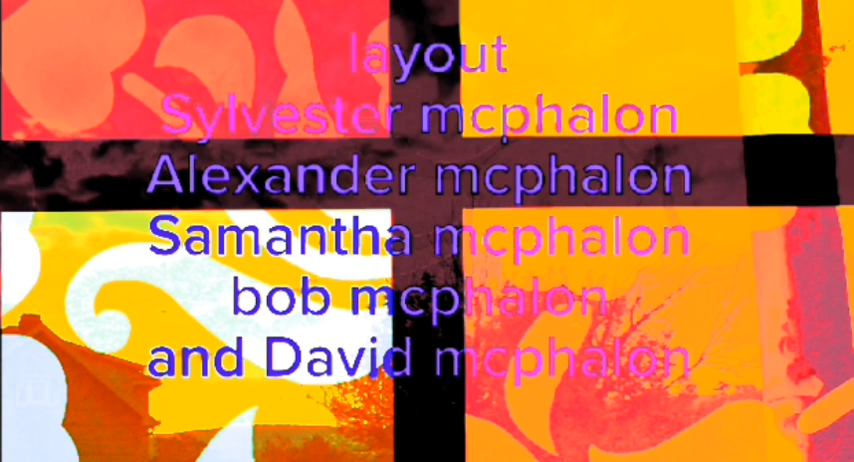 layout
Sylvester mcphalon
Alexander mcphalon
Samantha mcphalon
bob mcphalon
and David mcphalon